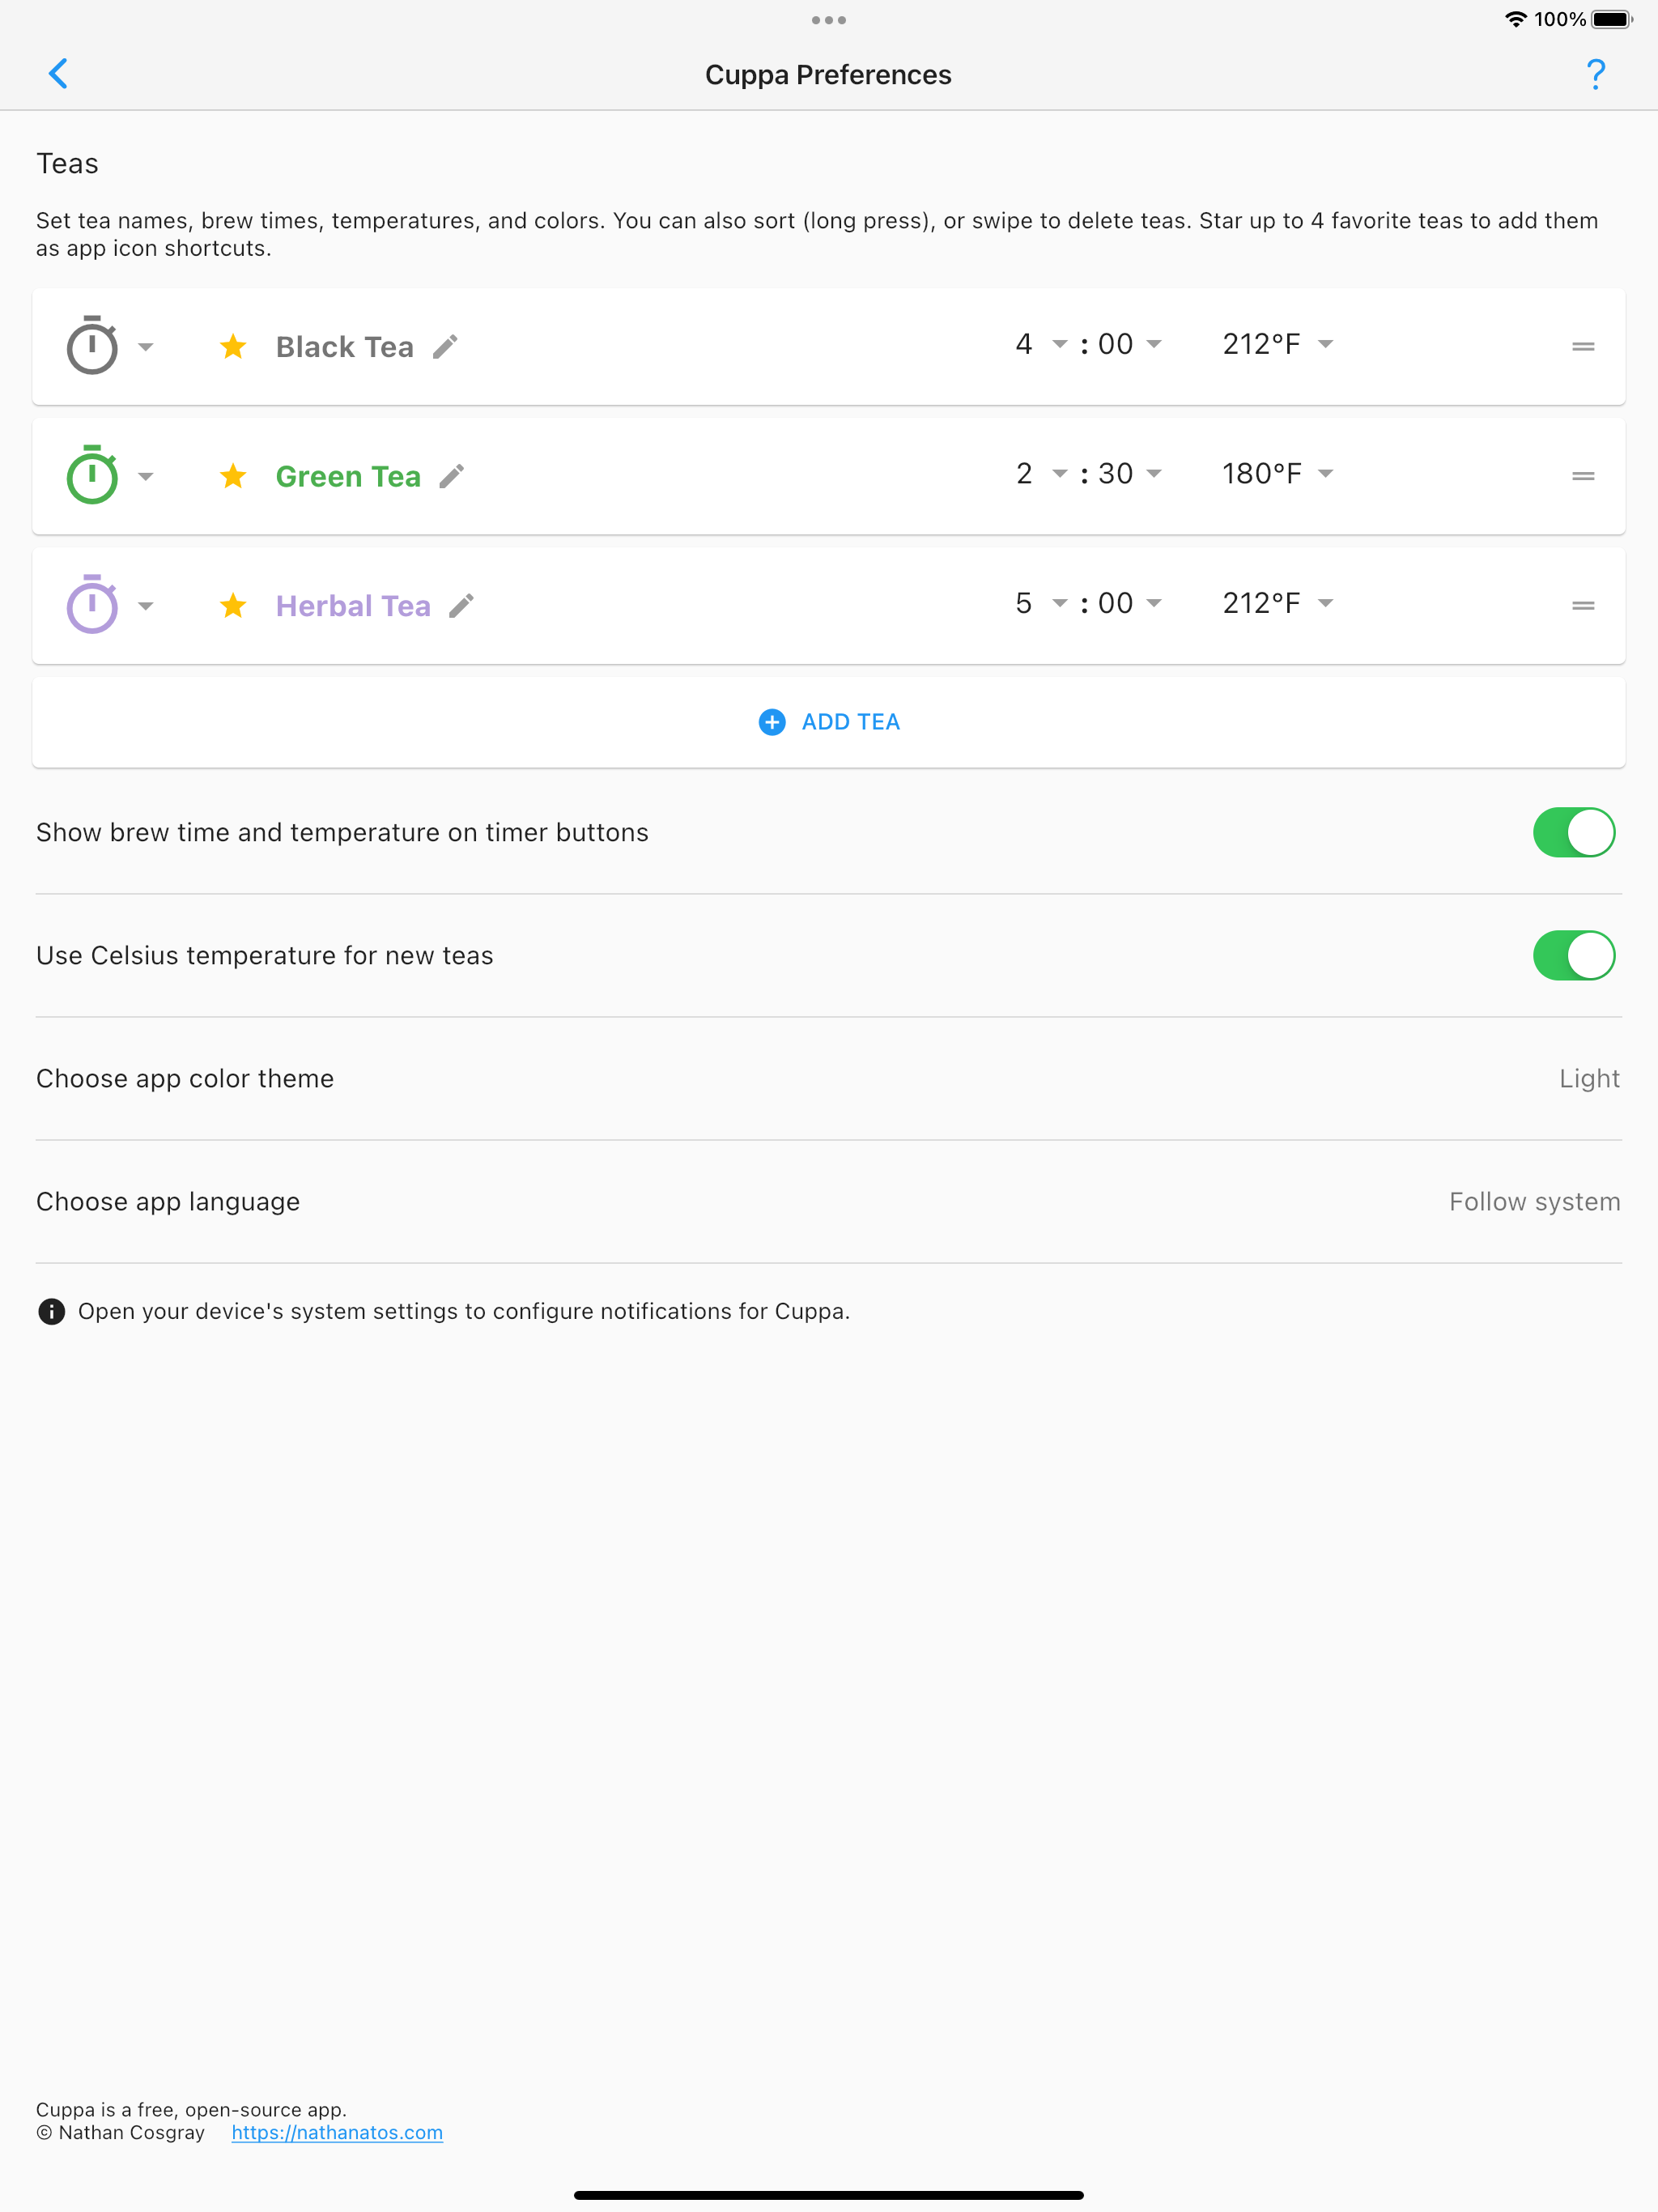 100%
Cuppa Preferences
?
Teas
Set tea names, brew times, temperatures, and colors. You can also sort (long press), or swipe to delete teas. Star up to 4 favorite teas to add them
as app icon shortcuts.
Black Tea 4 : 00 212°F
Green Tea 2 : 30 180°F
Herbal Tea 5 : 00 212°F
ADD TEA
Show brew time and temperature on timer buttons
Use Celsius temperature for new teas
Choose app color theme Light
Choose app language Follow system
Open your device's system settings to configure notifications for Cuppa.
Cuppa is a free, open-source app.
© Nathan Cosgray https://nathanatos.com